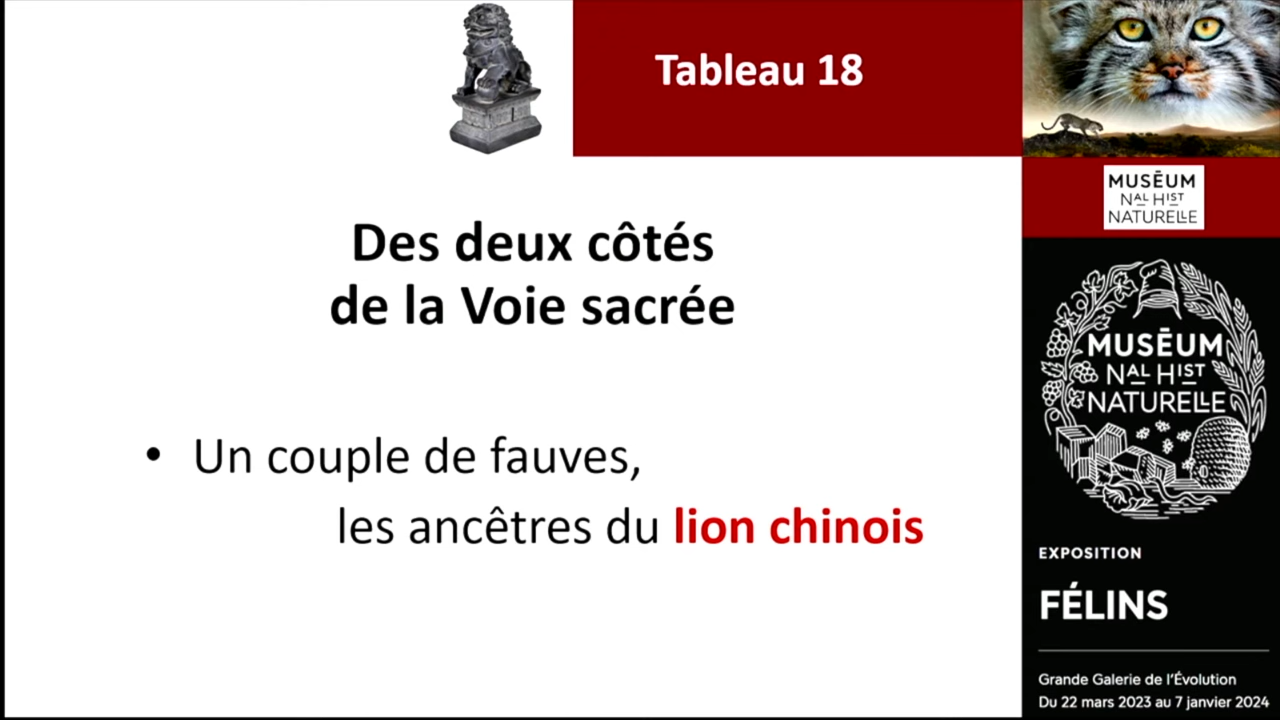 Tableau 18
Des deux côtés
de la Voie sacrée
• Un couple de fauves,
les ancêtres du lion chinois
MUSĒUM
NAL HIST
NATURELLE
MUSĒUM
NAL HIST
NATURELLE
EXPOSITION
FÉLINS
Grande Galerie de l'Évolution
Du 22 mars 2023 au 7 janvier 2024